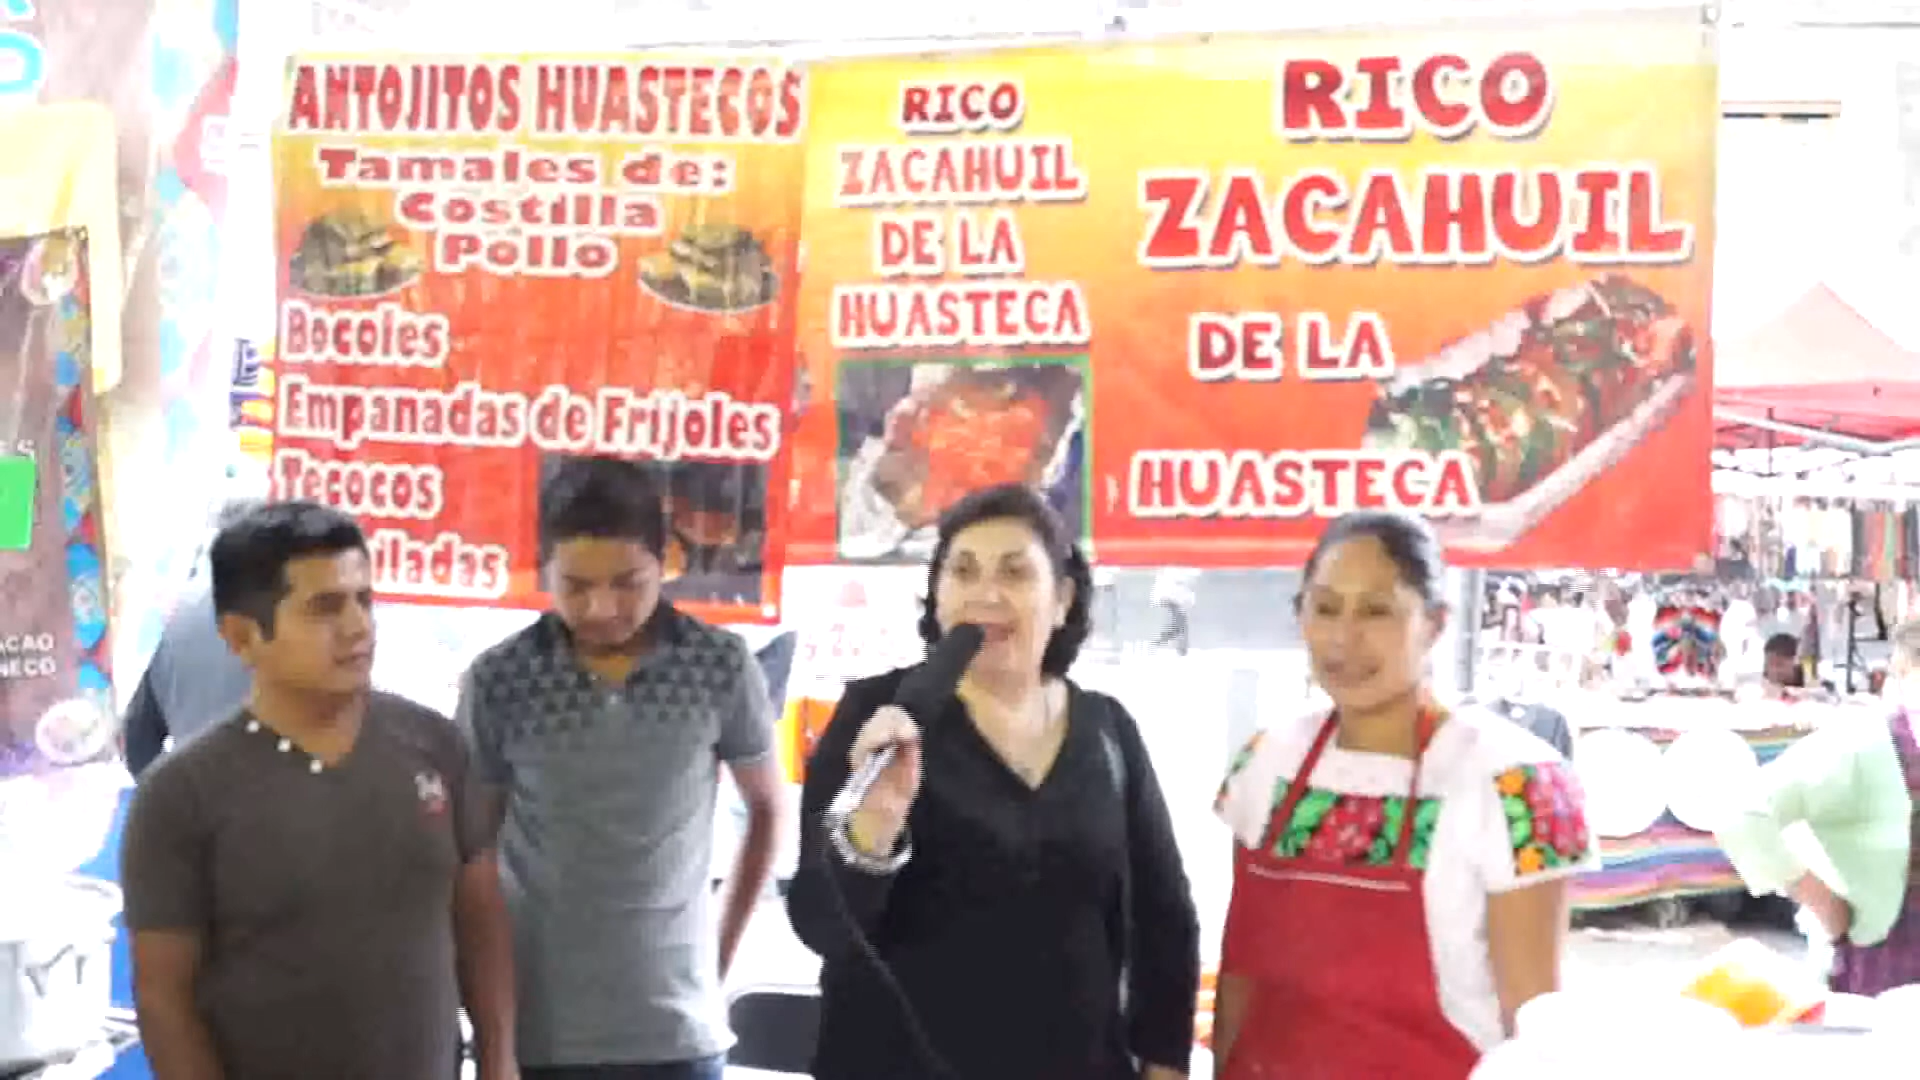 ANTOJITOS HUASTECOS
Tamales de:
Costilla
Pollo
Bocoles
Empanadas de Frijoles
Tecocos
RICO
ZACAHUIL
DE LA
HUASTECA
RICO
ZACAHUIL
DE LA
HUASTECA